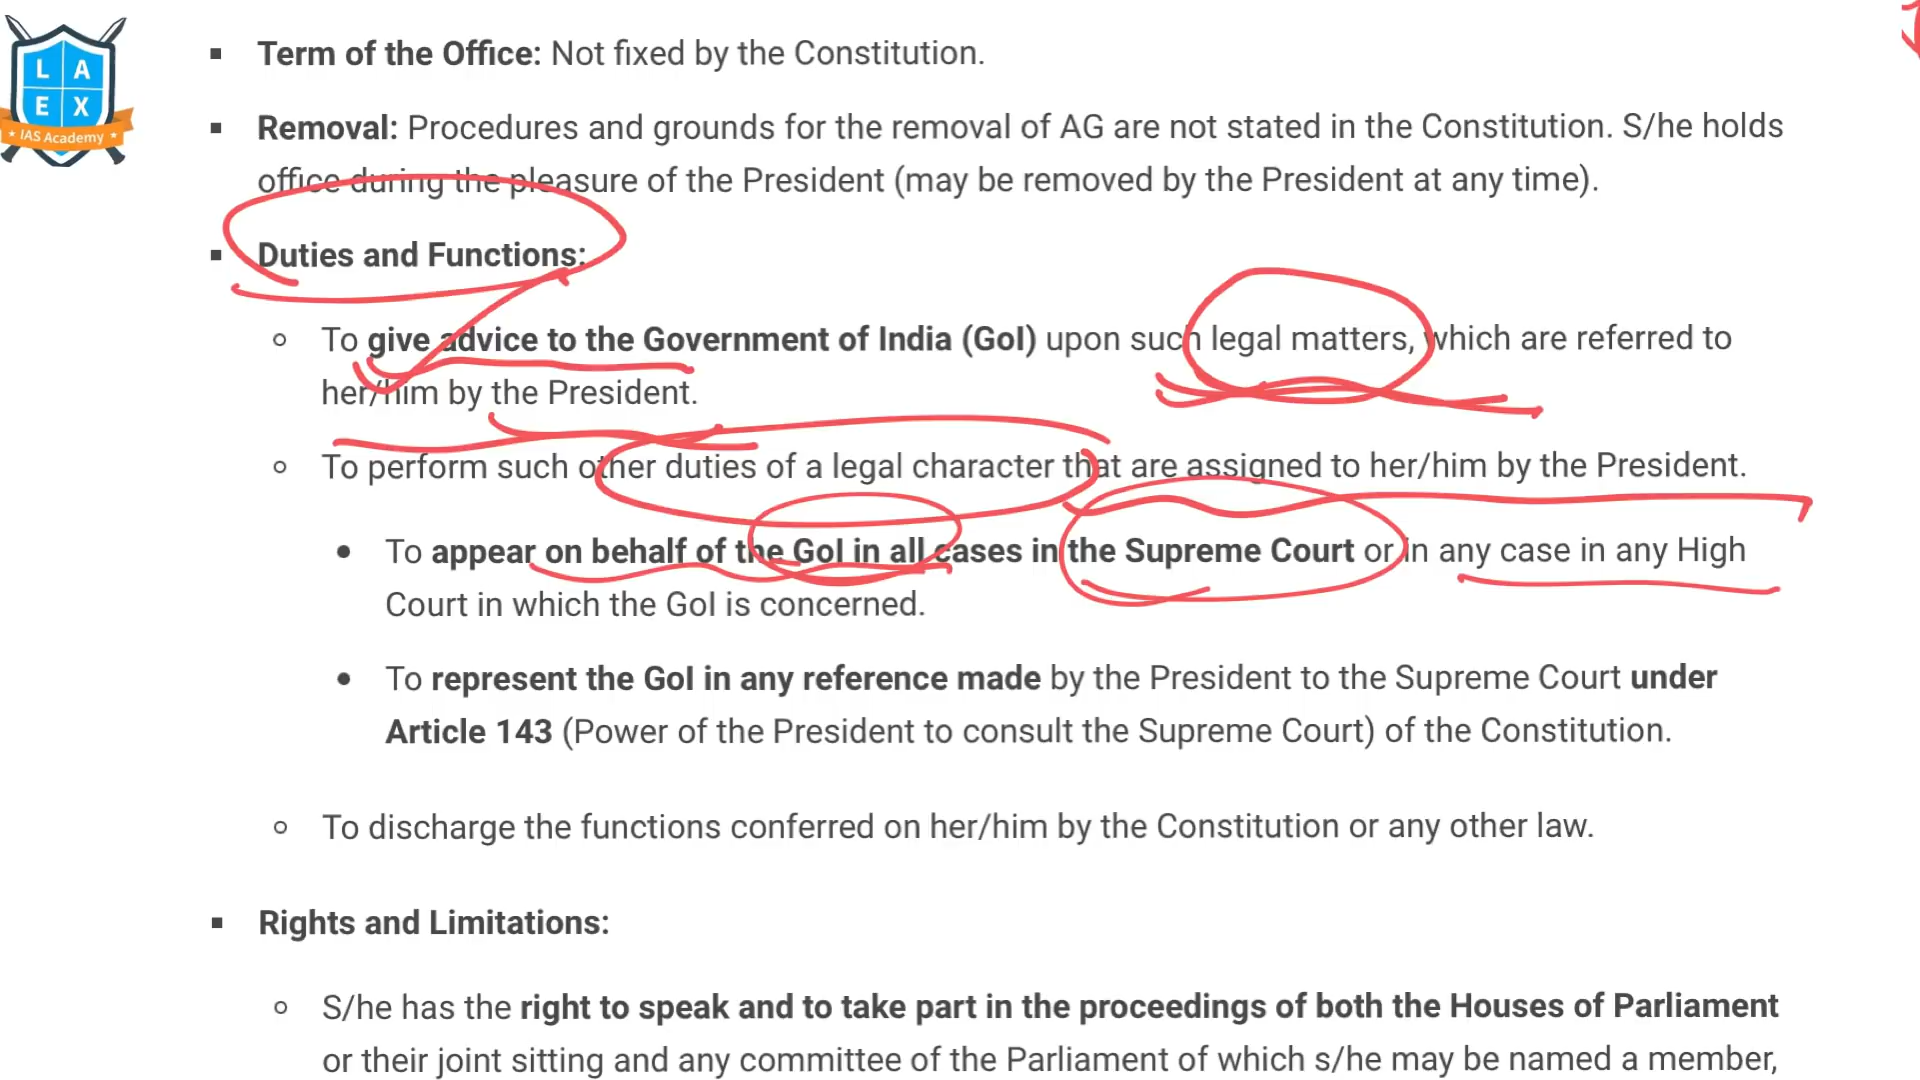 L A
E X
IAS Academy
Term of the Office: Not fixed by the Constitution.
Removal: Procedures and grounds for the removal of AG are not stated in the Constitution. S/he holds
office during the pleasure of the President (may be removed by the President at any time).
Duties and Functions:
To give advice to the Government of India (GoI) upon such legal matters, which are referred to
her/him by the President.
To perform such other duties of a legal character that are assigned to her/him by the President.
To appear on behalf of the GoI in all cases in the Supreme Court or in any case in any High
Court in which the GoI is concerned.
To represent the GoI in any reference made by the President to the Supreme Court under
Article 143 (Power of the President to consult the Supreme Court) of the Constitution.
To discharge the functions conferred on her/him by the Constitution or any other law.
Rights and Limitations:
S/he has the right to speak and to take part in the proceedings of both the Houses of Parliament
or their joint sitting and any committee of the Parliament of which s/he may be named a member,